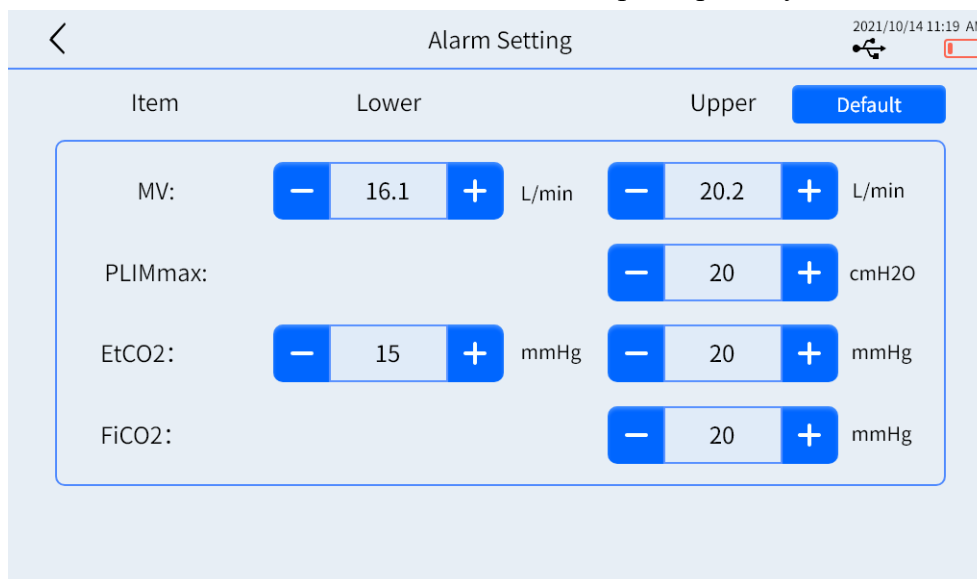 2021/10/14 11:19 AM
Alarm Setting
Item Lower Upper Default
MV: − 16.1 + L/min − 20.2 + L/min
PLIMmax: − 20 + cmH2O
EtCO2: − 15 + mmHg − 20 + mmHg
FiCO2: − 20 + mmHg